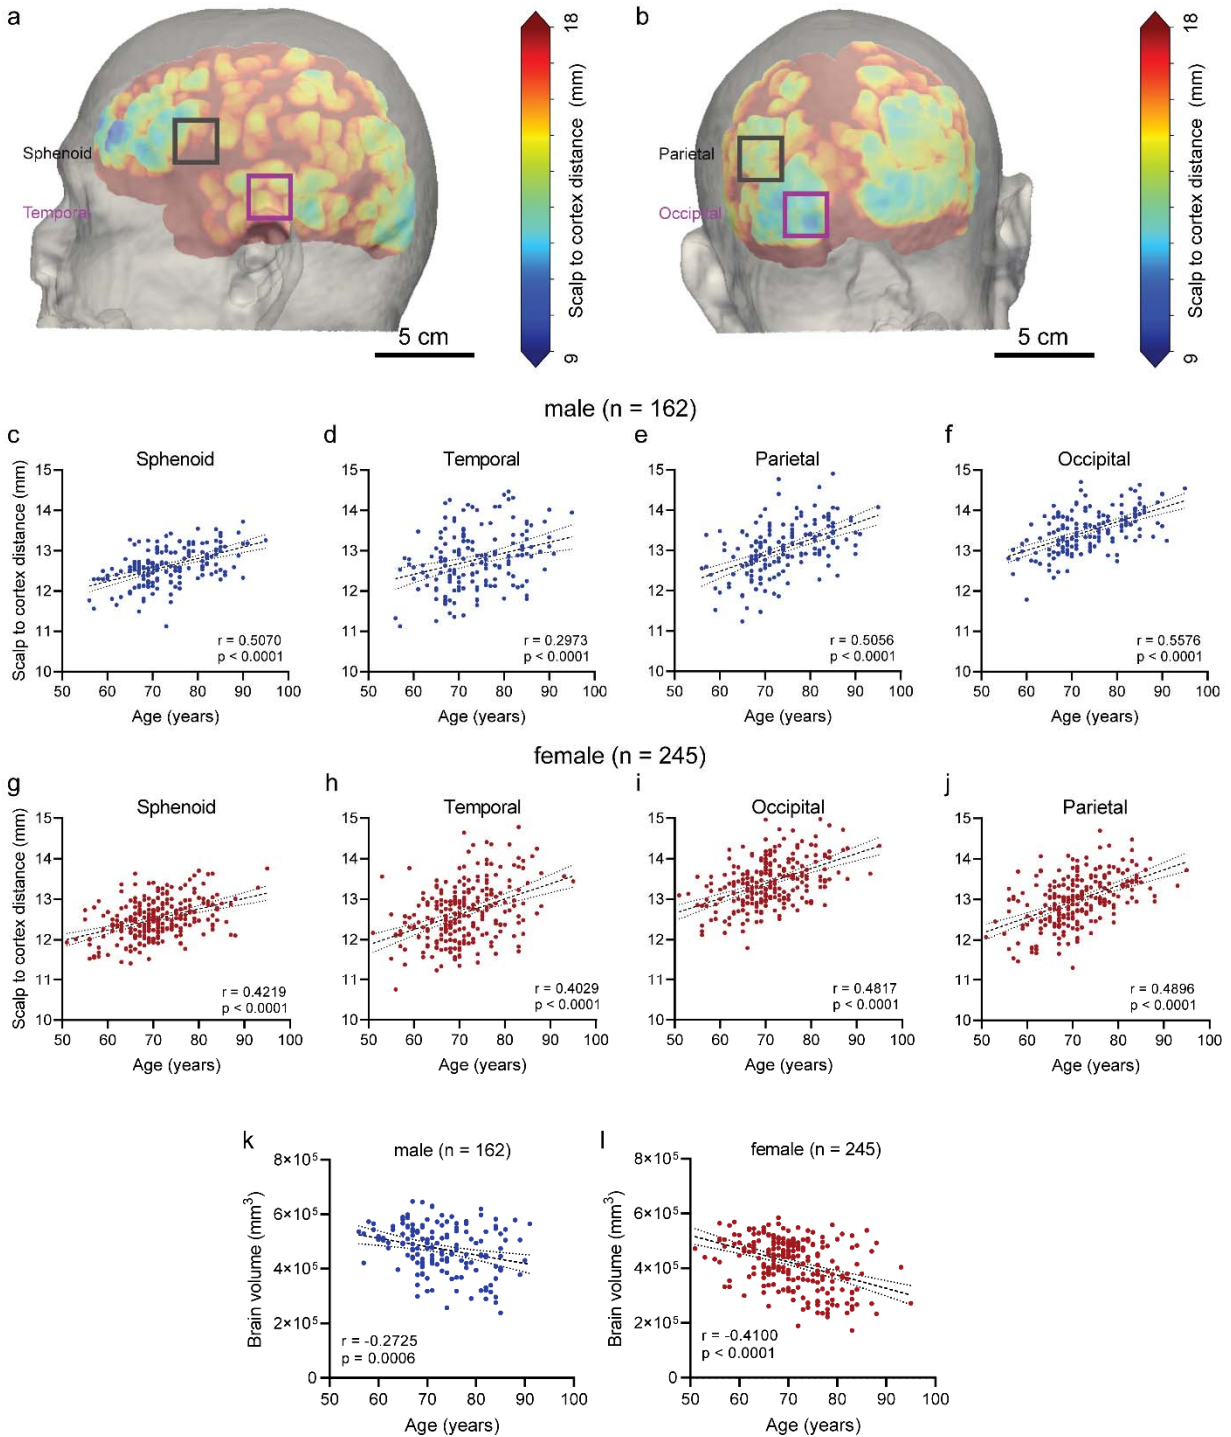 a
b
18
Scalp to cortex distance (mm)
9
18
Scalp to cortex distance (mm)
9
Sphenoid
Temporal
Parietal
Occipital
5 cm
5 cm
male (n = 162)
c
d
e
f
Sphenoid
Temporal
Parietal
Occipital
Scalp to cortex distance (mm)
15
14
13
12
11
10
r = 0.5070
p < 0.0001
50 60 70 80 90 100
Age (years)
15
14
13
12
11
10
r = 0.2973
p < 0.0001
50 60 70 80 90 100
Age (years)
15
14
13
12
11
10
r = 0.5056
p < 0.0001
50 60 70 80 90 100
Age (years)
15
14
13
12
11
10
r = 0.5576
p < 0.0001
50 60 70 80 90 100
Age (years)
female (n = 245)
g
h
i
j
Sphenoid
Temporal
Occipital
Parietal
Scalp to cortex distance (mm)
15
14
13
12
11
10
r = 0.4219
p < 0.0001
50 60 70 80 90 100
Age (years)
15
14
13
12
11
10
r = 0.4029
p < 0.0001
50 60 70 80 90 100
Age (years)
15
14
13
12
11
10
r = 0.4817
p < 0.0001
50 60 70 80 90 100
Age (years)
15
14
13
12
11
10
r = 0.4896
p < 0.0001
50 60 70 80 90 100
Age (years)
k
male (n = 162)
Brain volume (mm³)
8×10⁵
6×10⁵
4×10⁵
2×10⁵
0
r = -0.2725
p = 0.0006
50 60 70 80 90 100
Age (years)
l
female (n = 245)
Brain volume (mm³)
8×10⁵
6×10⁵
4×10⁵
2×10⁵
0
r = -0.4100
p < 0.0001
50 60 70 80 90 100
Age (years)